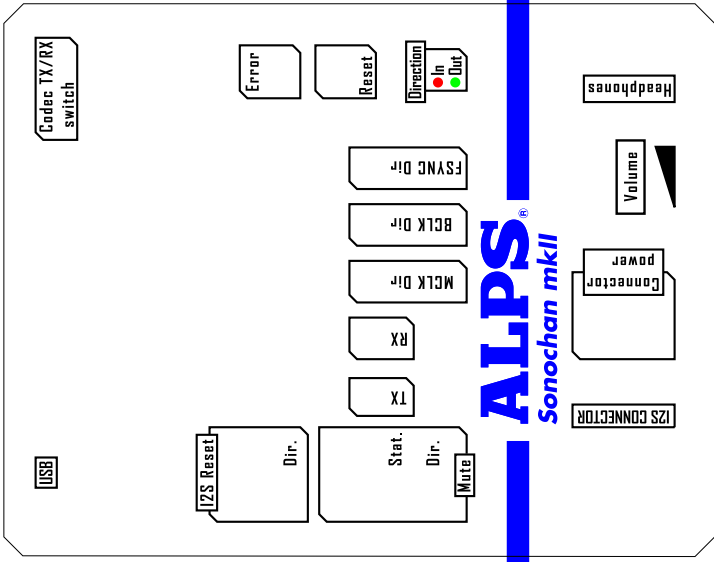 Codec TX/RX
switch
Error
Reset
Direction
In
Out
Headphones
FSYNC Dir
Volume
BCLK Dir
ALPS®
Sonochan mkII
MCLK Dir
Connector
power
RX
TX
I2S CONNECTOR
I2S Reset
Dir.
Stat.
Dir.
Mute
USB